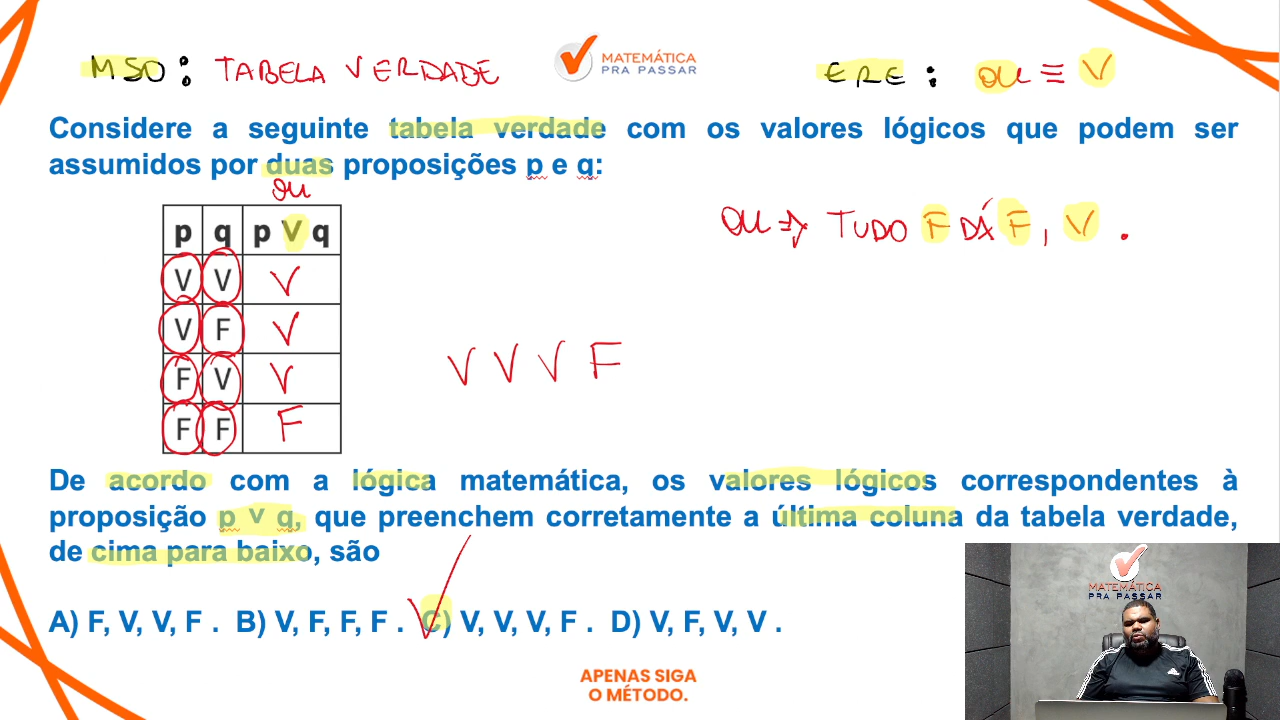 MSO: TABELA VERDADE
MATEMÁTICA
PRA PASSAR
ERE: OU ≡ V
Considere a seguinte tabela verdade com os valores lógicos que podem ser
assumidos por duas proposições p e q:
OU
p q p V q
V V V
V F V
F V V
F F F
OU => TUDO F DÁ F, V .
V V V F
De acordo com a lógica matemática, os valores lógicos correspondentes à
proposição p v q, que preenchem corretamente a última coluna da tabela verdade,
de cima para baixo, são
A) F, V, V, F . B) V, F, F, F . C) V, V, V, F . D) V, F, V, V .
MATEMÁTICA
PRA PASSAR
APENAS SIGA
O MÉTODO.